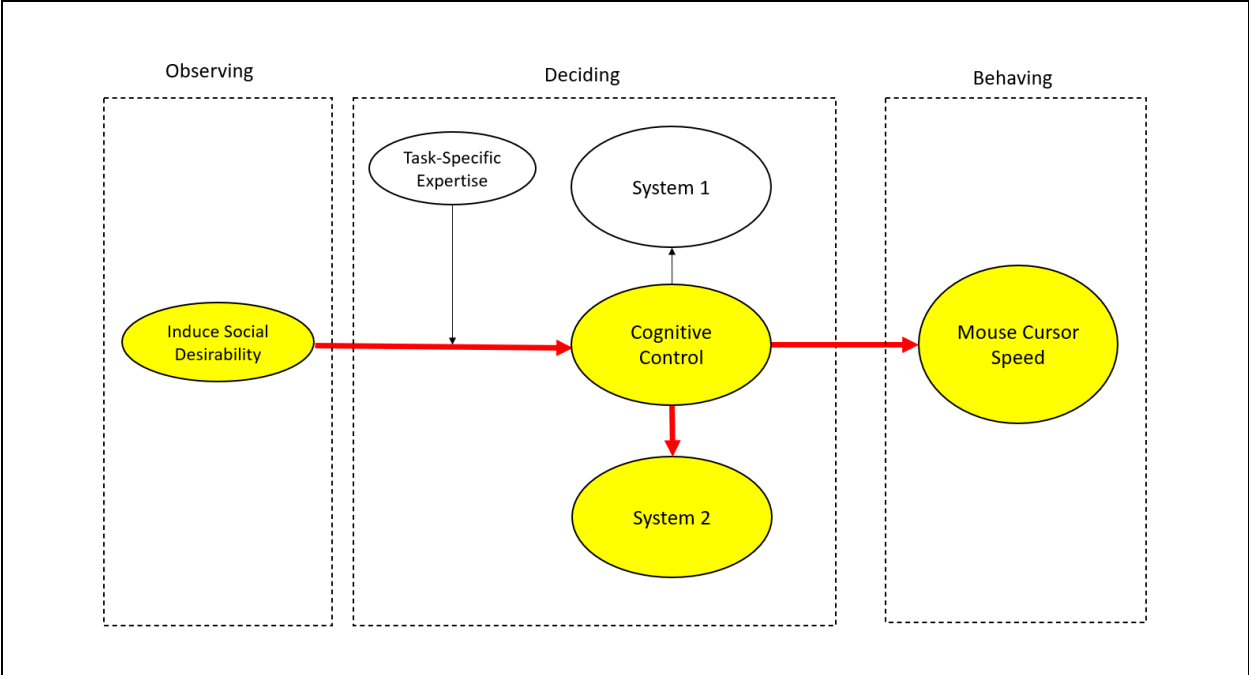 Observing
Deciding
Behaving
Task-Specific
Expertise
System 1
Induce Social
Desirability
Cognitive
Control
Mouse Cursor
Speed
System 2